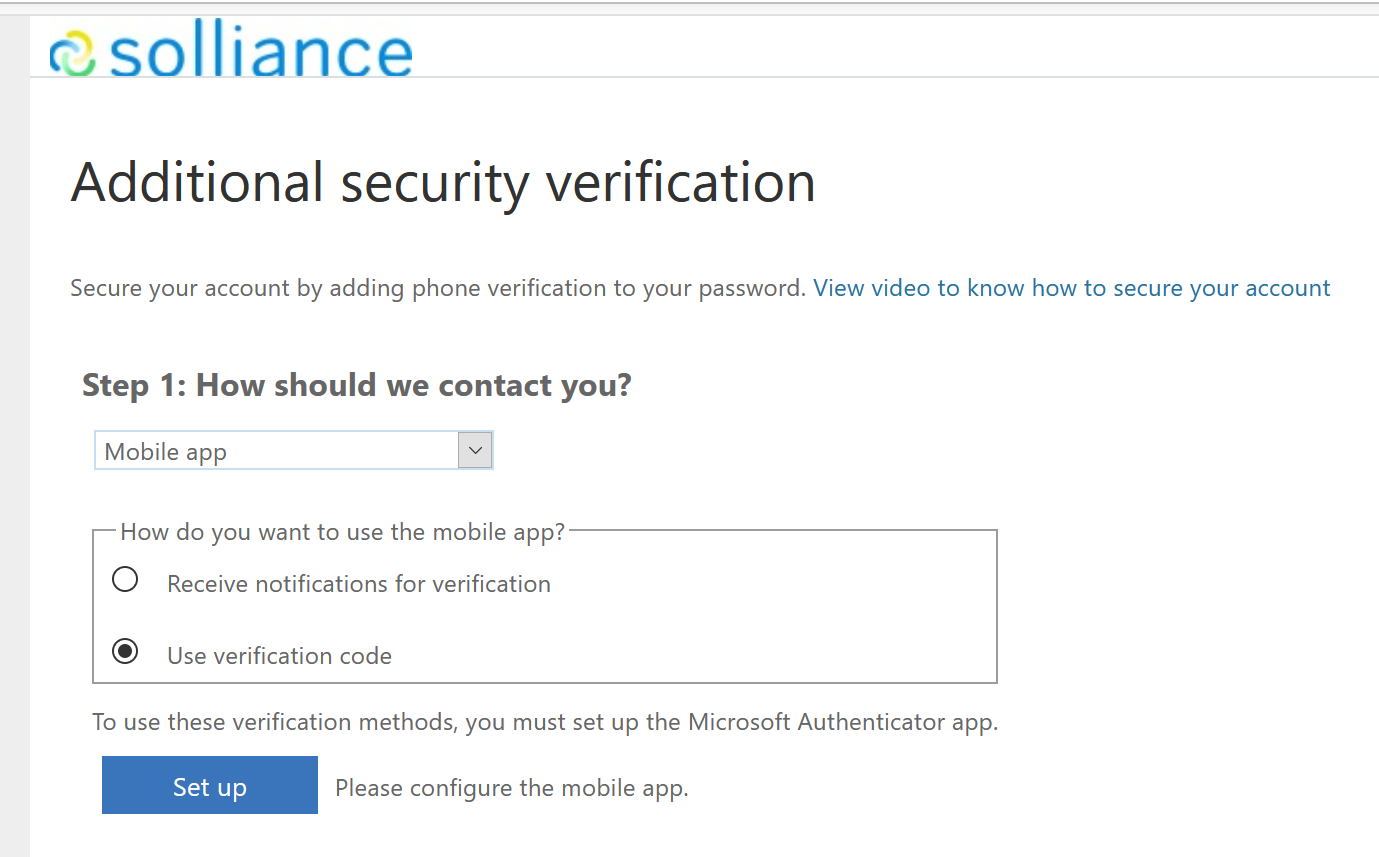 solliance
Additional security verification
Secure your account by adding phone verification to your password. View video to know how to secure your account
Step 1: How should we contact you?
Mobile app
How do you want to use the mobile app?
Receive notifications for verification
Use verification code
To use these verification methods, you must set up the Microsoft Authenticator app.
Set up Please configure the mobile app.